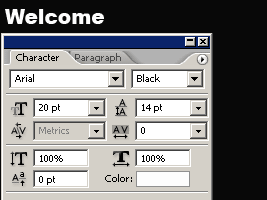 Welcome
Character Paragraph
Arial Black
20 pt 14 pt
Metrics 0
100% 100%
0 pt Color: